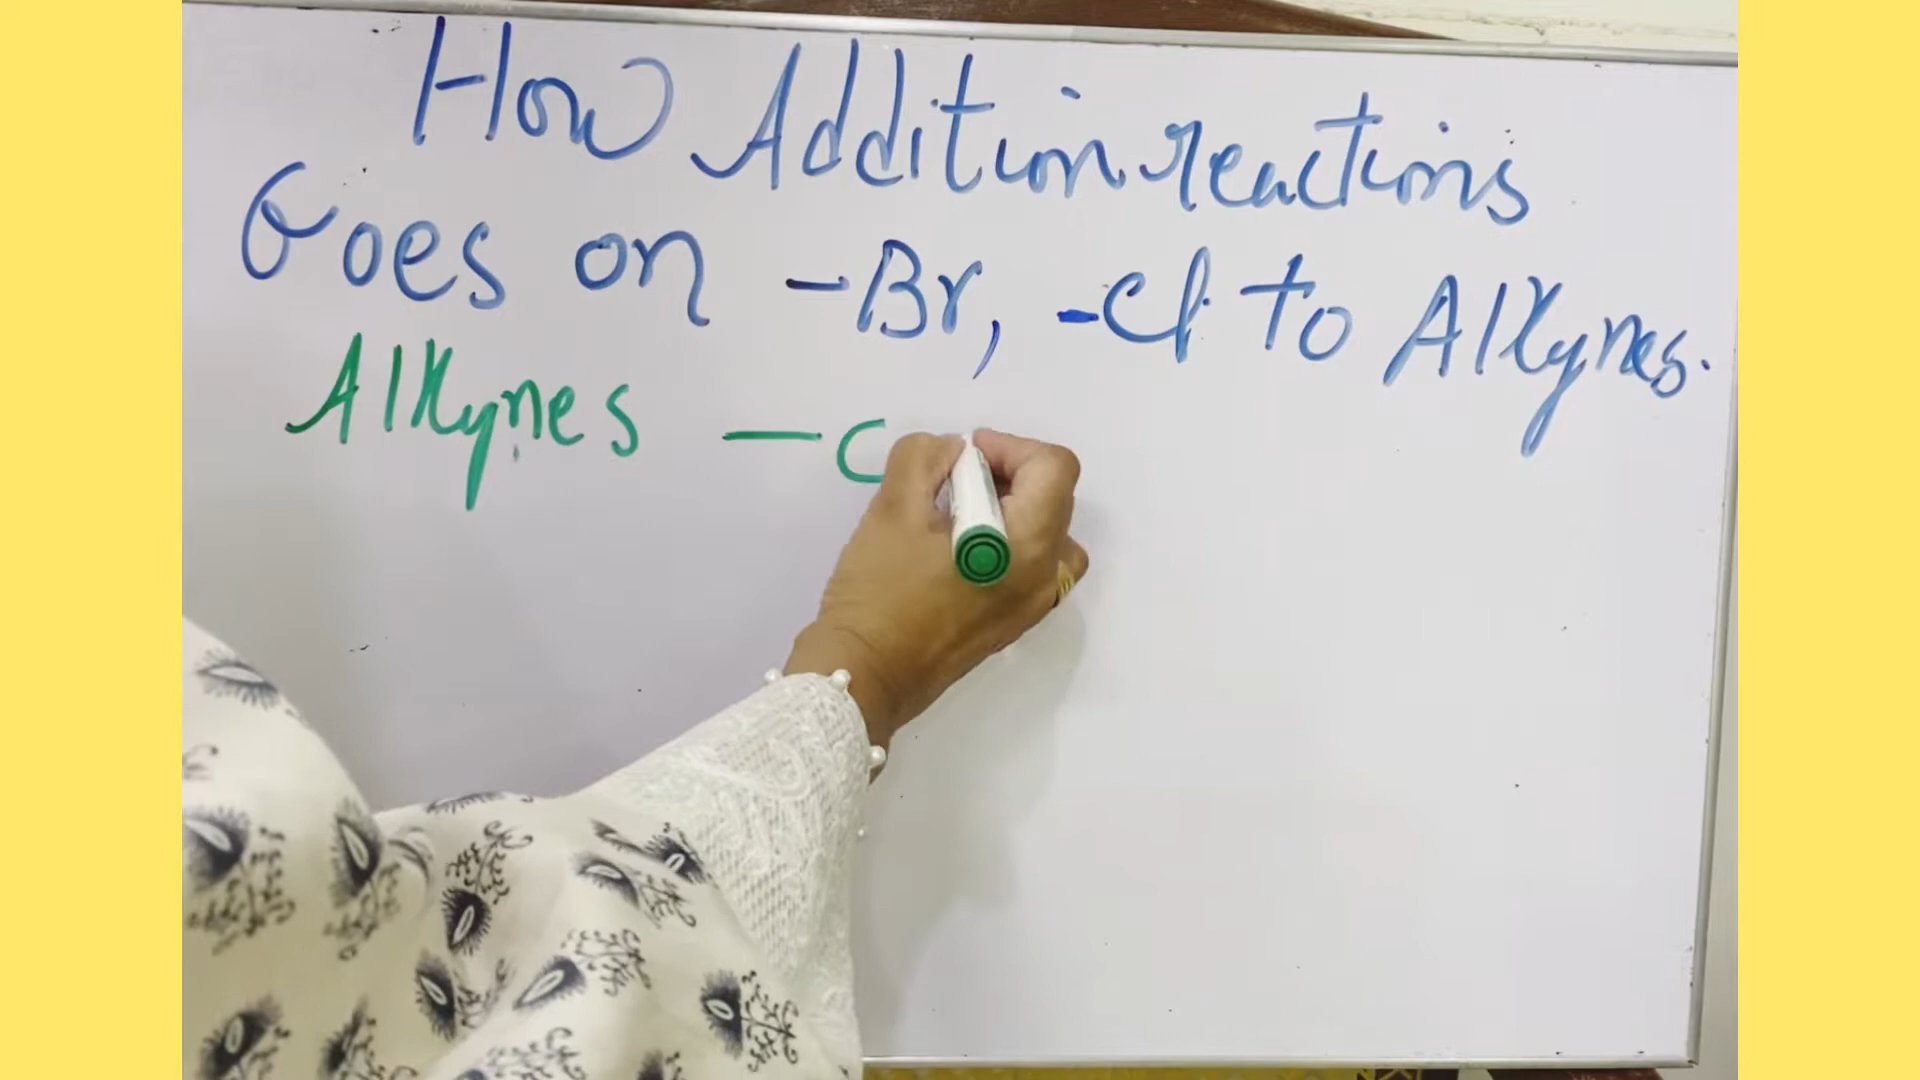 How Addition reactions
Goes on -Br, -Cl to Alkynes.
Alkynes -C